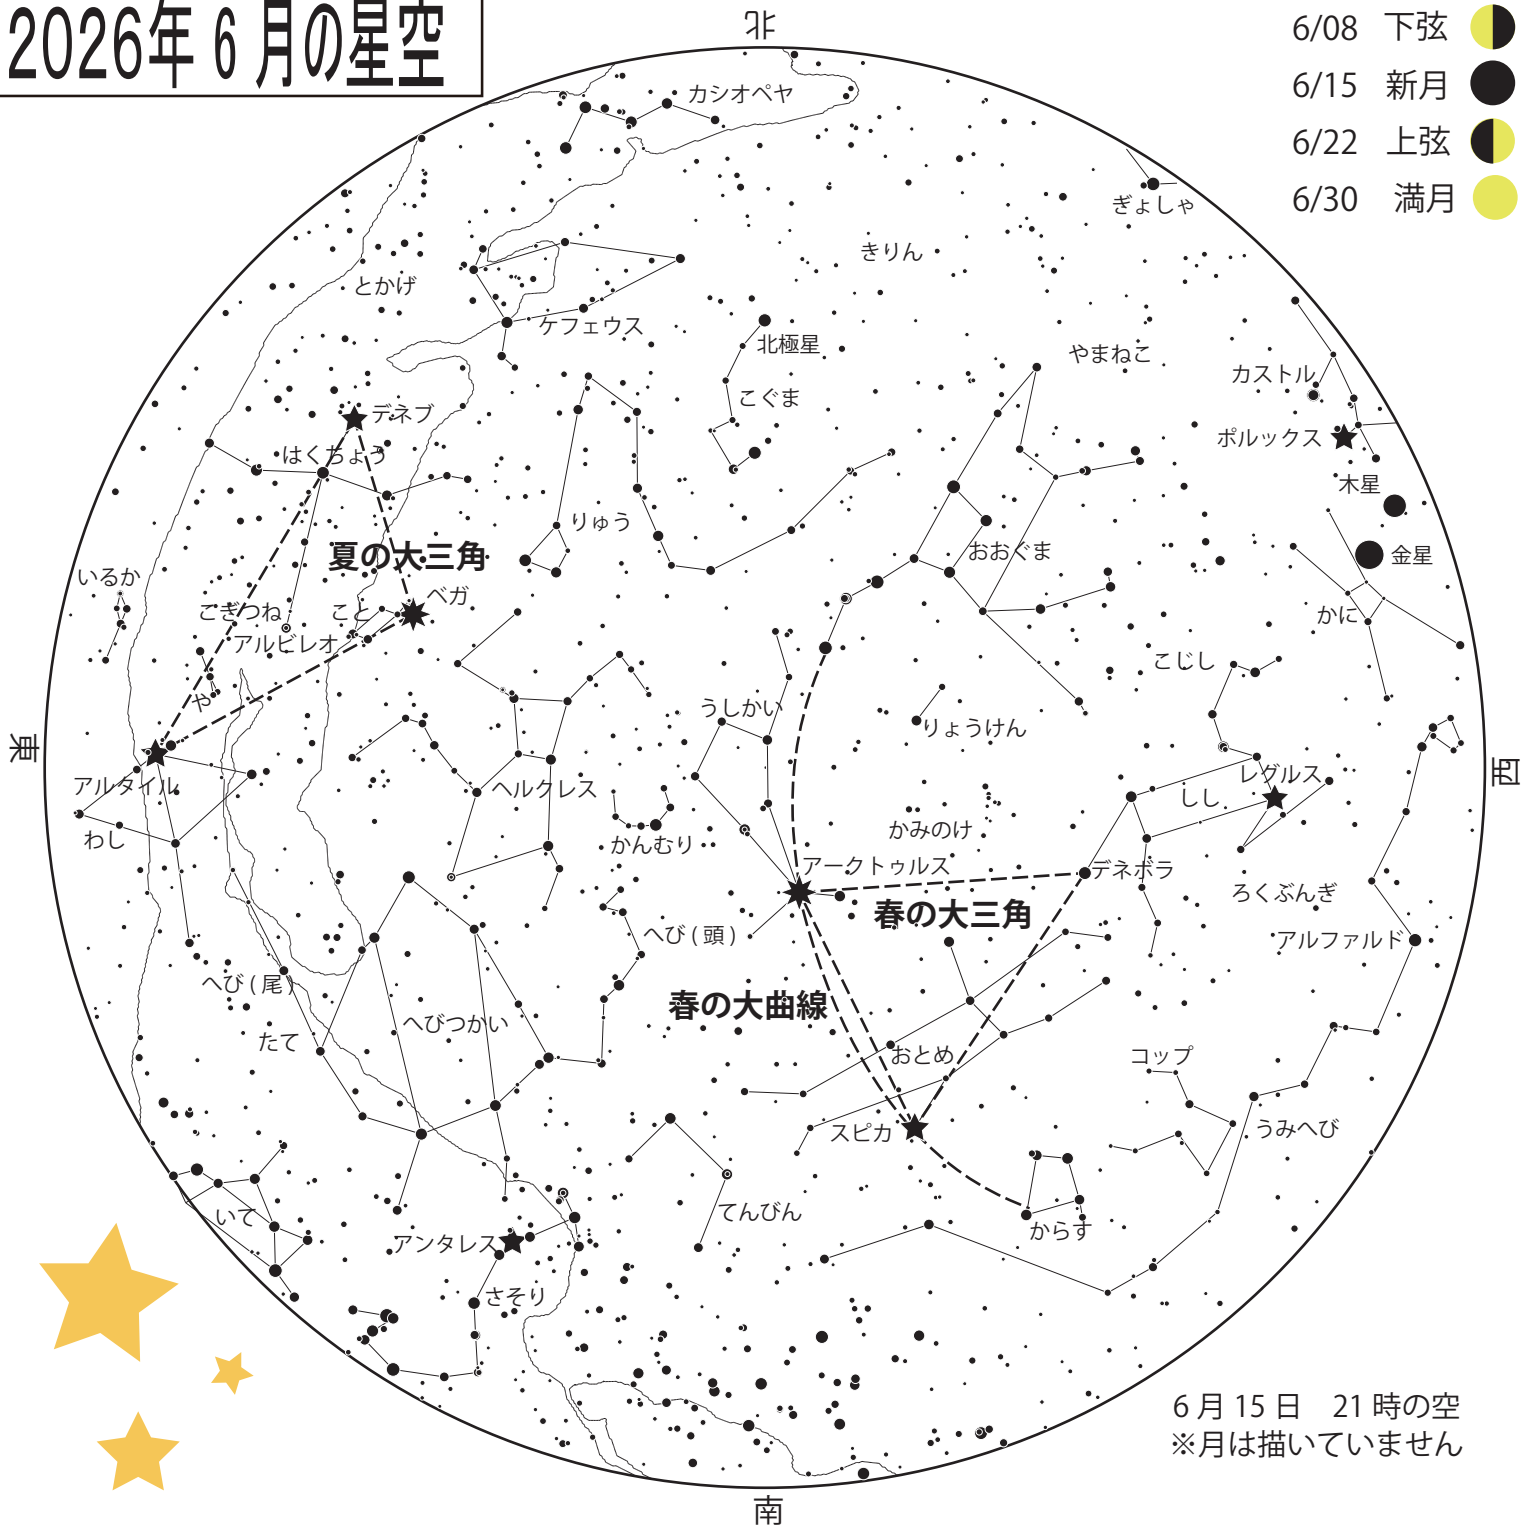 2026年 6 月の星空
北
6/08 下弦
6/15 新月
6/22 上弦
6/30 満月
カシオペヤ
ぎょしゃ
きりん
とかげ
ケフェウス
北極星
やまねこ
カストル
こぐま
デネブ
ポルックス
はくちょう
木星
りゅう
夏の大三角
おおぐま
金星
いるか
ベガ
こぎつね
こと
かに
アルビレオ
こじし
や
うしかい
りょうけん
東
西
アルタイル
ヘルクレス
レグルス
しし
わし
かんむり
かみのけ
アークトゥルス
デネボラ
ろくぶんぎ
春の大三角
へび ( 頭 )
アルファルド
へび ( 尾 )
春の大曲線
へびつかい
たて
おとめ
コップ
スピカ
うみへび
いて
てんびん
からす
アンタレス
さそり
6 月 15 日 21 時の空
※月は描いていません
南